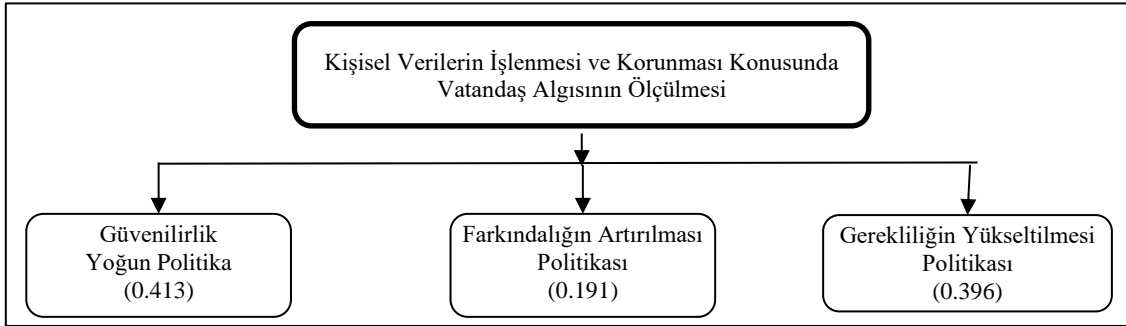 Kişisel Verilerin İşlenmesi ve Korunması Konusunda
Vatandaş Algısının Ölçülmesi
Güvenilirlik
Yoğun Politika
(0.413)
Farkındalığın Artırılması
Politikası
(0.191)
Gerekliliğin Yükseltilmesi
Politikası
(0.396)